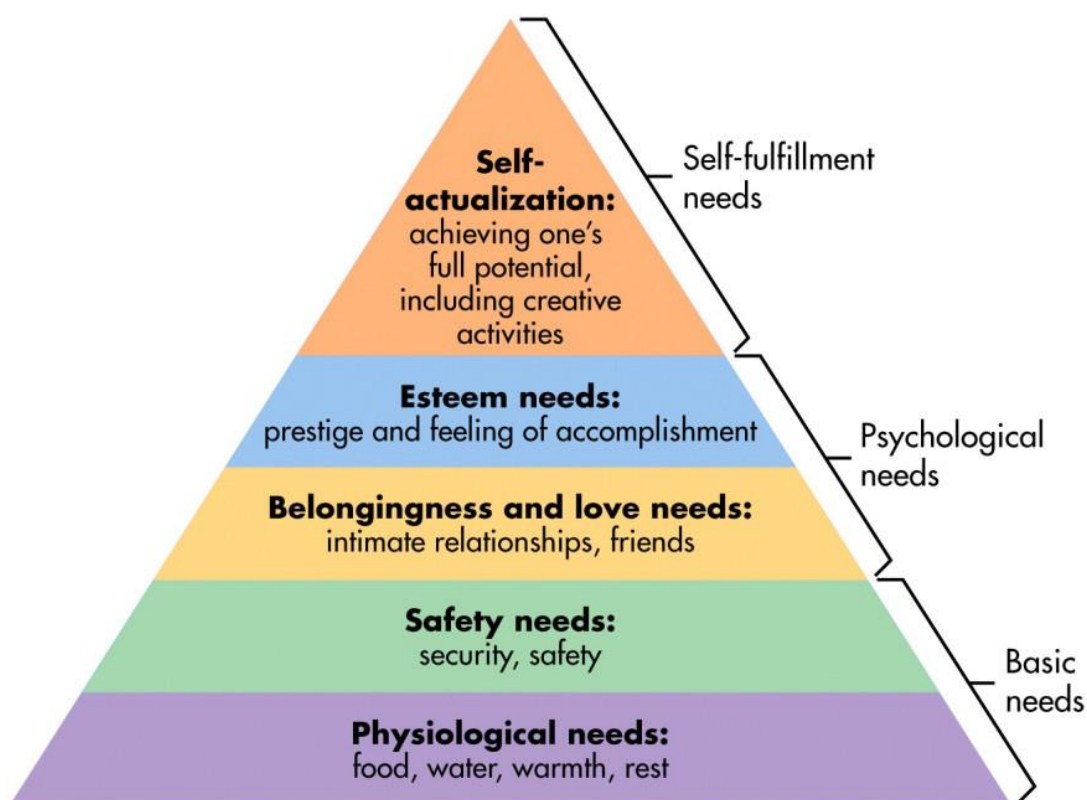 Self-
actualization:
achieving one's
full potential,
including creative
activities
Self-fulfillment
needs
Esteem needs:
prestige and feeling of accomplishment
Psychological
needs
Belongingness and love needs:
intimate relationships, friends
Safety needs:
security, safety
Basic
needs
Physiological needs:
food, water, warmth, rest